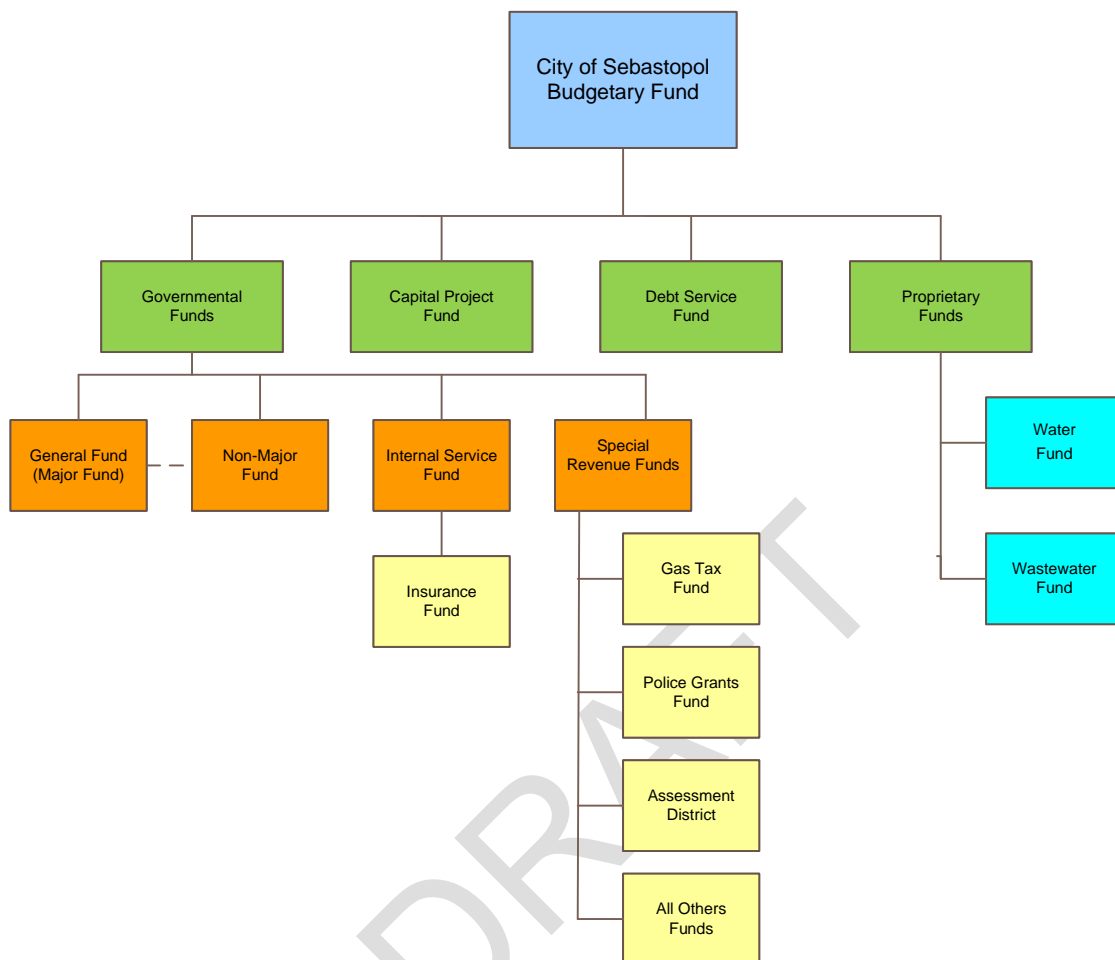 City of Sebastopol
Budgetary Fund
Governmental
Funds
Capital Project
Fund
Debt Service
Fund
Proprietary
Funds
General Fund
(Major Fund)
Non-Major
Fund
Internal Service
Fund
Special
Revenue Funds
Water
Fund
Insurance
Fund
Gas Tax
Fund
Wastewater
Fund
Police Grants
Fund
Assessment
District
All Others
Funds
DRAFT